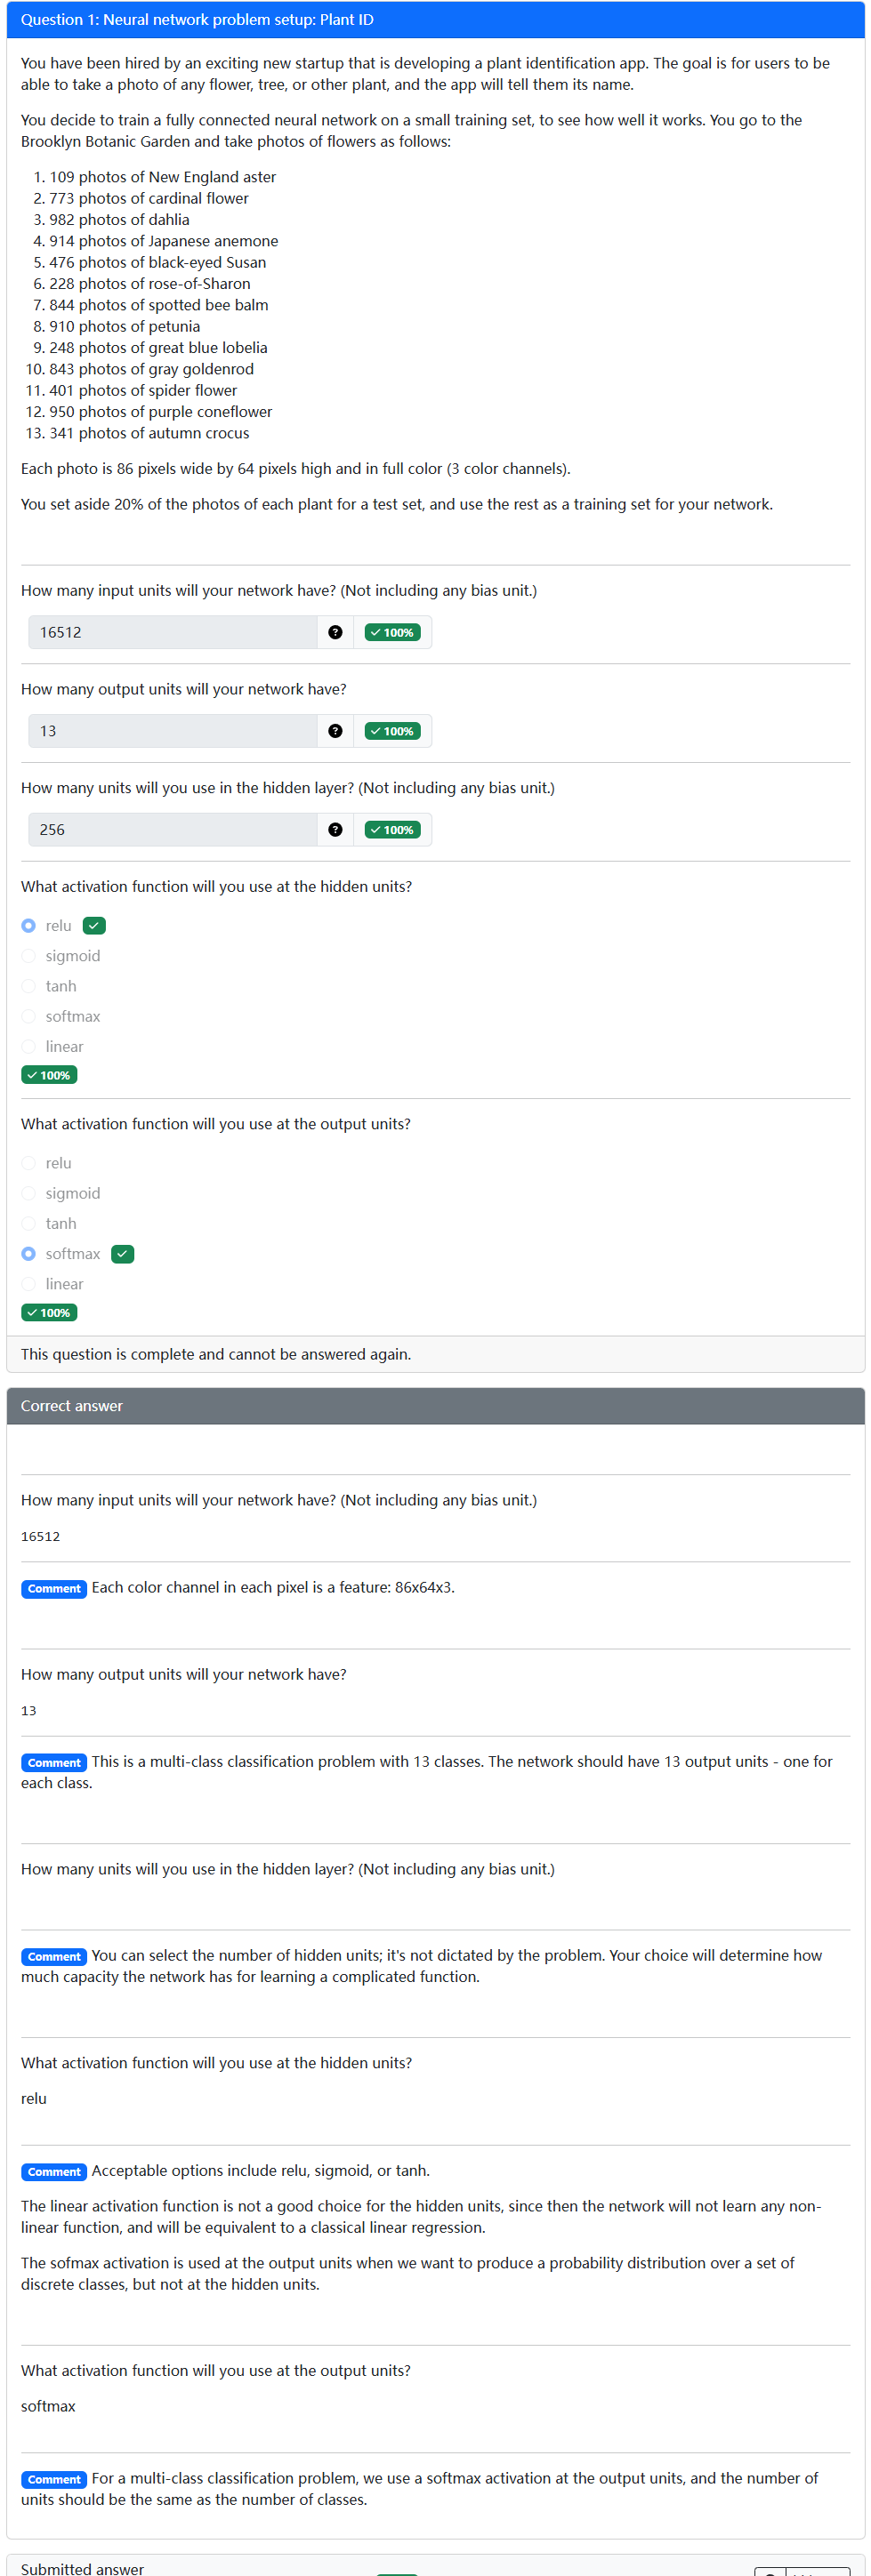 Question 1: Neural network problem setup: Plant ID
You have been hired by an exciting new startup that is developing a plant identification app. The goal is for users to be
able to take a photo of any flower, tree, or other plant, and the app will tell them its name.
You decide to train a fully connected neural network on a small training set, to see how well it works. You go to the
Brooklyn Botanic Garden and take photos of flowers as follows:
1. 109 photos of New England aster
2. 773 photos of cardinal flower
3. 982 photos of dahlia
4. 914 photos of Japanese anemone
5. 476 photos of black-eyed Susan
6. 228 photos of rose-of-Sharon
7. 844 photos of spotted bee balm
8. 910 photos of petunia
9. 248 photos of great blue lobelia
10. 843 photos of gray goldenrod
11. 401 photos of spider flower
12. 950 photos of purple coneflower
13. 341 photos of autumn crocus
Each photo is 86 pixels wide by 64 pixels high and in full color (3 color channels).
You set aside 20% of the photos of each plant for a test set, and use the rest as a training set for your network.
How many input units will your network have? (Not including any bias unit.)
16512 ? ✓ 100%
How many output units will your network have?
13 ? ✓ 100%
How many units will you use in the hidden layer? (Not including any bias unit.)
256 ? ✓ 100%
What activation function will you use at the hidden units?
relu ✓
sigmoid
tanh
softmax
linear
✓ 100%
What activation function will you use at the output units?
relu
sigmoid
tanh
softmax ✓
linear
✓ 100%
This question is complete and cannot be answered again.
Correct answer
How many input units will your network have? (Not including any bias unit.)
16512
Comment Each color channel in each pixel is a feature: 86x64x3.
How many output units will your network have?
13
Comment This is a multi-class classification problem with 13 classes. The network should have 13 output units - one for
each class.
How many units will you use in the hidden layer? (Not including any bias unit.)
Comment You can select the number of hidden units; it's not dictated by the problem. Your choice will determine how
much capacity the network has for learning a complicated function.
What activation function will you use at the hidden units?
relu
Comment Acceptable options include relu, sigmoid, or tanh.
The linear activation function is not a good choice for the hidden units, since then the network will not learn any non-
linear function, and will be equivalent to a classical linear regression.
The sofmax activation is used at the output units when we want to produce a probability distribution over a set of
discrete classes, but not at the hidden units.
What activation function will you use at the output units?
softmax
Comment For a multi-class classification problem, we use a softmax activation at the output units, and the number of
units should be the same as the number of classes.
Submitted answer